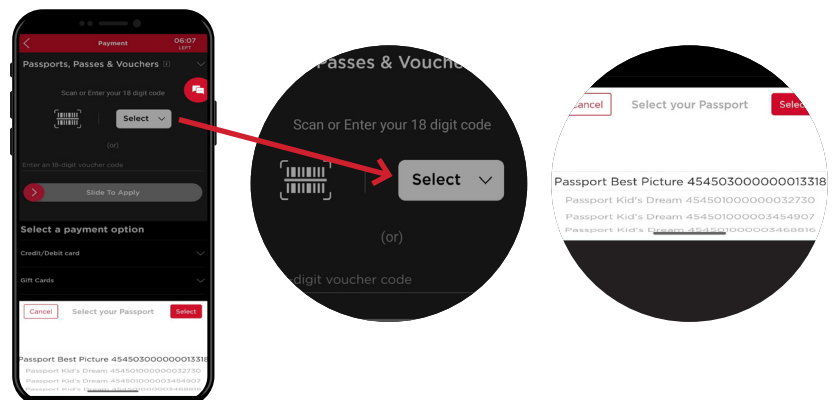 Payment
06:07
LEFT
Passports, Passes & Vouchers
Scan or Enter your 18 digit code
Select
(or)
Enter an 18-digit voucher code
Slide To Apply
Select a payment option
Credit/Debit card
Gift Cards
Cancel Select your Passport Select
Passport Best Picture 454503000000013318
Passport Kid's Dream 454501000000032730
Passport Kid's Dream 454501000003454907
Passport Kid's Dream 454501000003468816
Passes & Vouche
Scan or Enter your 18 digit code
Select
(or)
digit voucher code
Cancel Select your Passport Selec
Passport Best Picture 454503000000013318
Passport Kid's Dream 454501000000032730
Passport Kid's Dream 454501000003454907
Passport Kid's Dream 454501000003468816